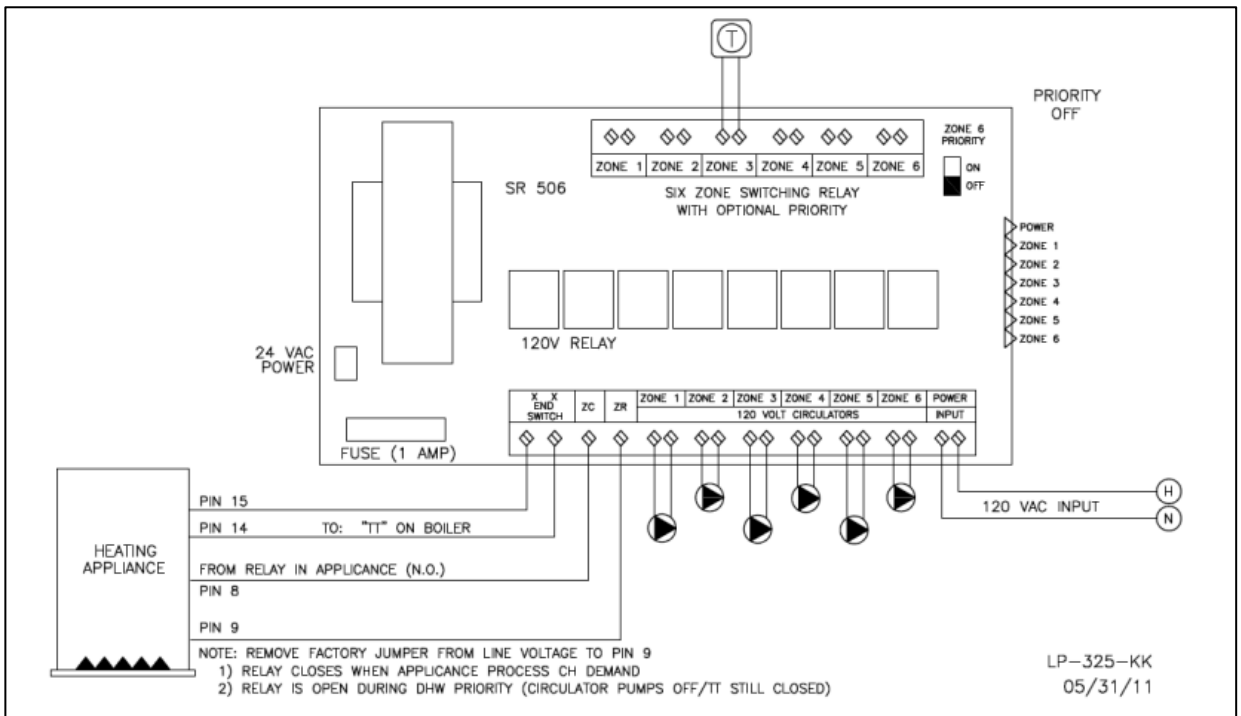 T
PRIORITY
OFF
ZONE 1 ZONE 2 ZONE 3 ZONE 4 ZONE 5 ZONE 6
ZONE 6
PRIORITY
ON
OFF
SR 506
SIX ZONE SWITCHING RELAY
WITH OPTIONAL PRIORITY
POWER
ZONE 1
ZONE 2
ZONE 3
ZONE 4
ZONE 5
ZONE 6
120V RELAY
24 VAC
POWER
X X
END
SWITCH
ZC
ZR
ZONE 1 ZONE 2 ZONE 3 ZONE 4 ZONE 5 ZONE 6
120 VOLT CIRCULATORS
POWER
INPUT
FUSE (1 AMP)
HEATING
APPLIANCE
PIN 15
PIN 14 TO: "TT" ON BOILER
FROM RELAY IN APPLICANCE (N.O.)
PIN 8
PIN 9
120 VAC INPUT
H
N
NOTE: REMOVE FACTORY JUMPER FROM LINE VOLTAGE TO PIN 9
1) RELAY CLOSES WHEN APPLICANCE PROCESS CH DEMAND
2) RELAY IS OPEN DURING DHW PRIORITY (CIRCULATOR PUMPS OFF/TT STILL CLOSED)
LP-325-KK
05/31/11